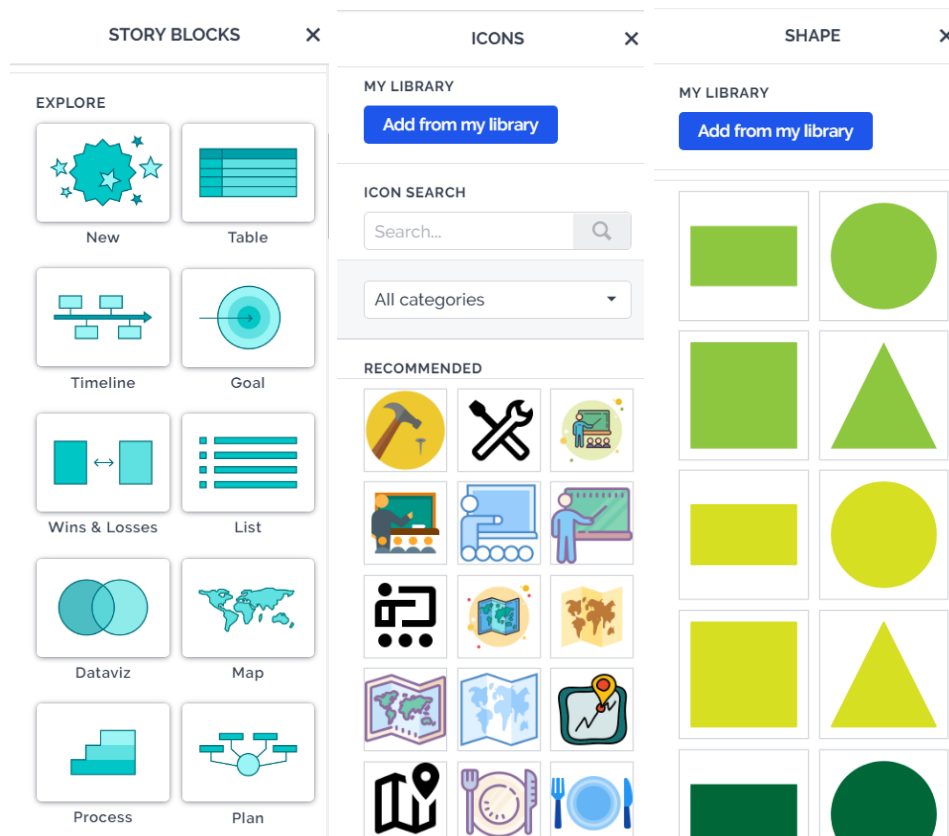 STORY BLOCKS
EXPLORE
New
Table
Timeline
Goal
Wins & Losses
List
Dataviz
Map
Process
Plan
ICONS
MY LIBRARY
Add from my library
ICON SEARCH
Search...
All categories
RECOMMENDED
SHAPE
MY LIBRARY
Add from my library